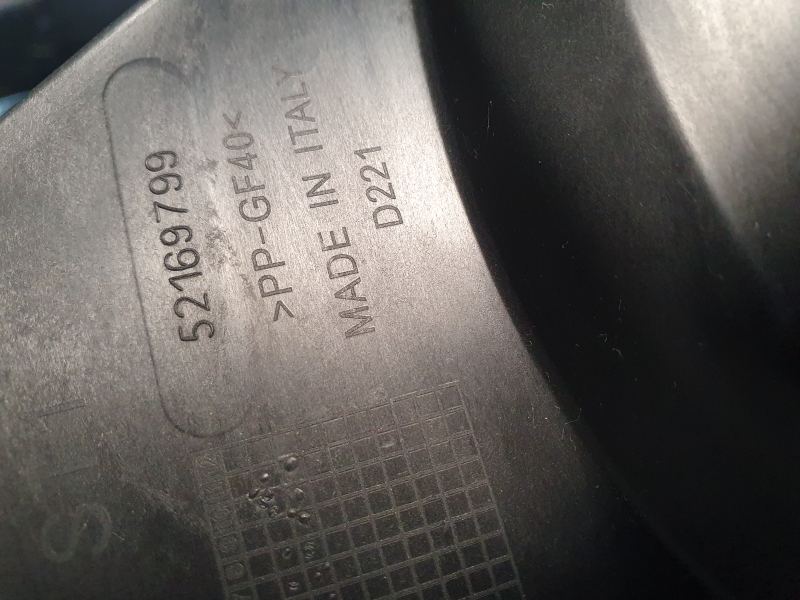 52169799
>PP-GF40<
MADE IN ITALY
D221